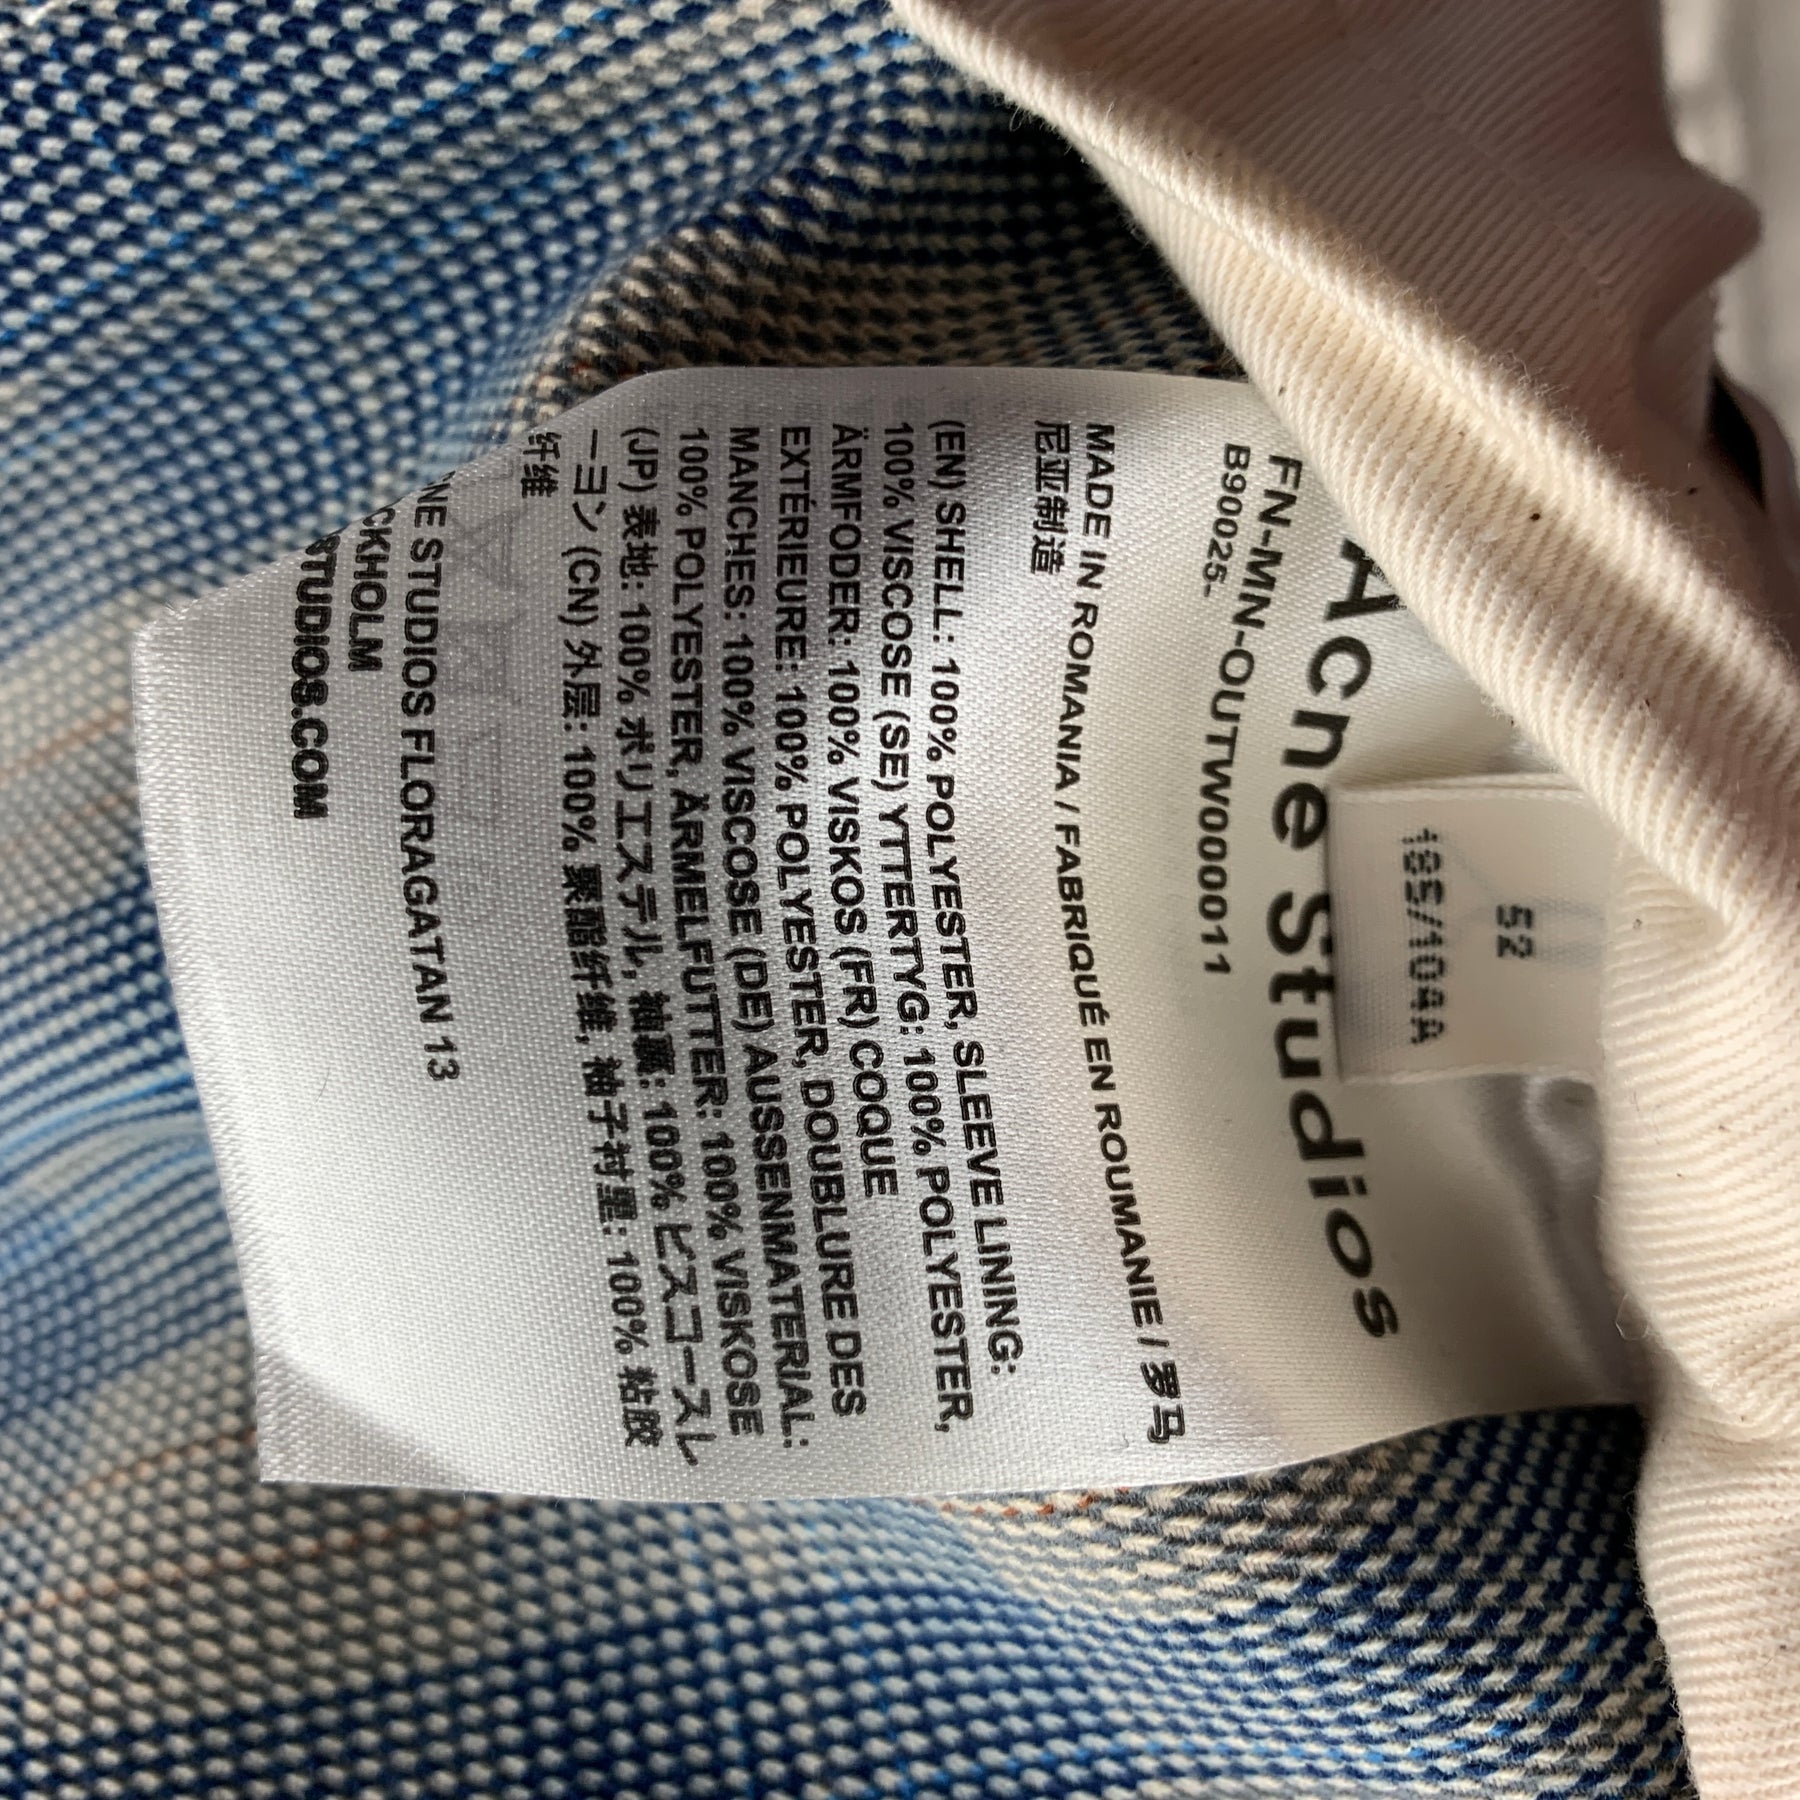 Acne Studios
FN-MN-OUTW000011
B900025-
52
185/104A
MADE IN ROMANIA / FABRIQUÉ EN ROUMANIE / 罗马
尼亚制造
(EN) SHELL: 100% POLYESTER, SLEEVE LINING:
100% VISCOSE (SE) YTTERTYG: 100% POLYESTER,
ÄRMFODER: 100% VISKOS (FR) COQUE
EXTÉRIEURE: 100% POLYESTER, DOUBLURE DES
MANCHES: 100% VISCOSE (DE) AUSSENMATERIAL:
100% POLYESTER, ÄRMELFUTTER: 100% VISKOSE
(JP) 表地: 100% ポリエステル, 袖裏: 100% ビスコースレ
ーヨン (CN) 外层: 100% 聚酯纤维, 袖子衬里: 100% 粘胶
纤维
NE STUDIOS FLORAGATAN 13
CKHOLM
STUDIOS.COM